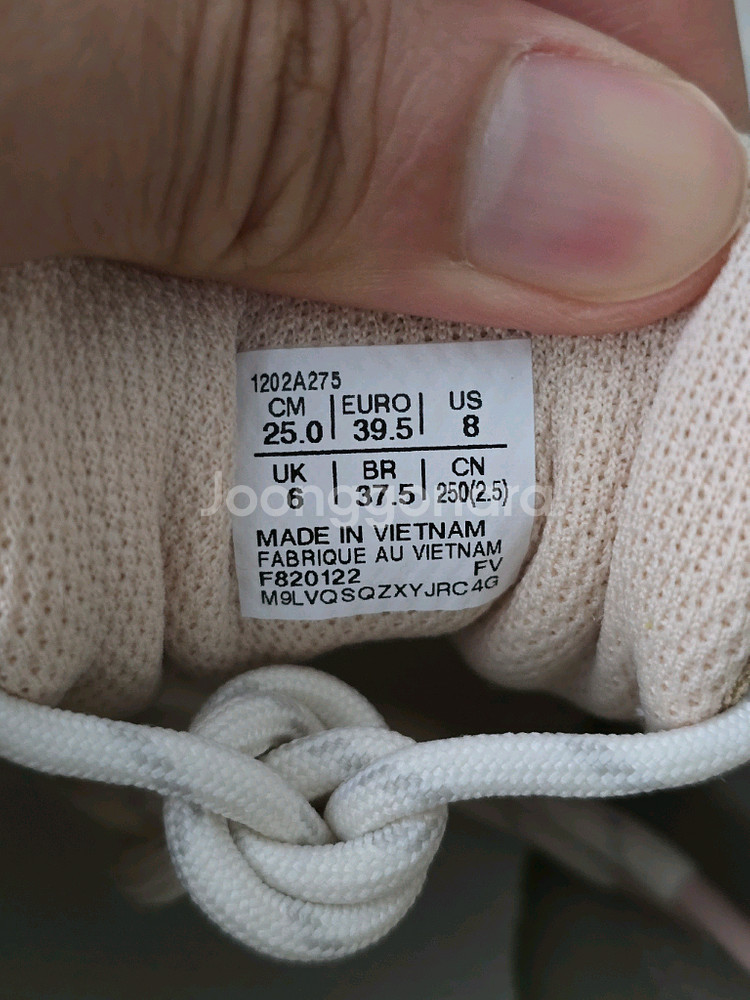 1202A275
CM | EURO | US
25.0 | 39.5 | 8
UK | BR | CN
6 | 37.5 | 250(2.5)
Joonggonara
MADE IN VIETNAM
FABRIQUE AU VIETNAM
F820122 FV
M9LVQSQZXYJRC4G